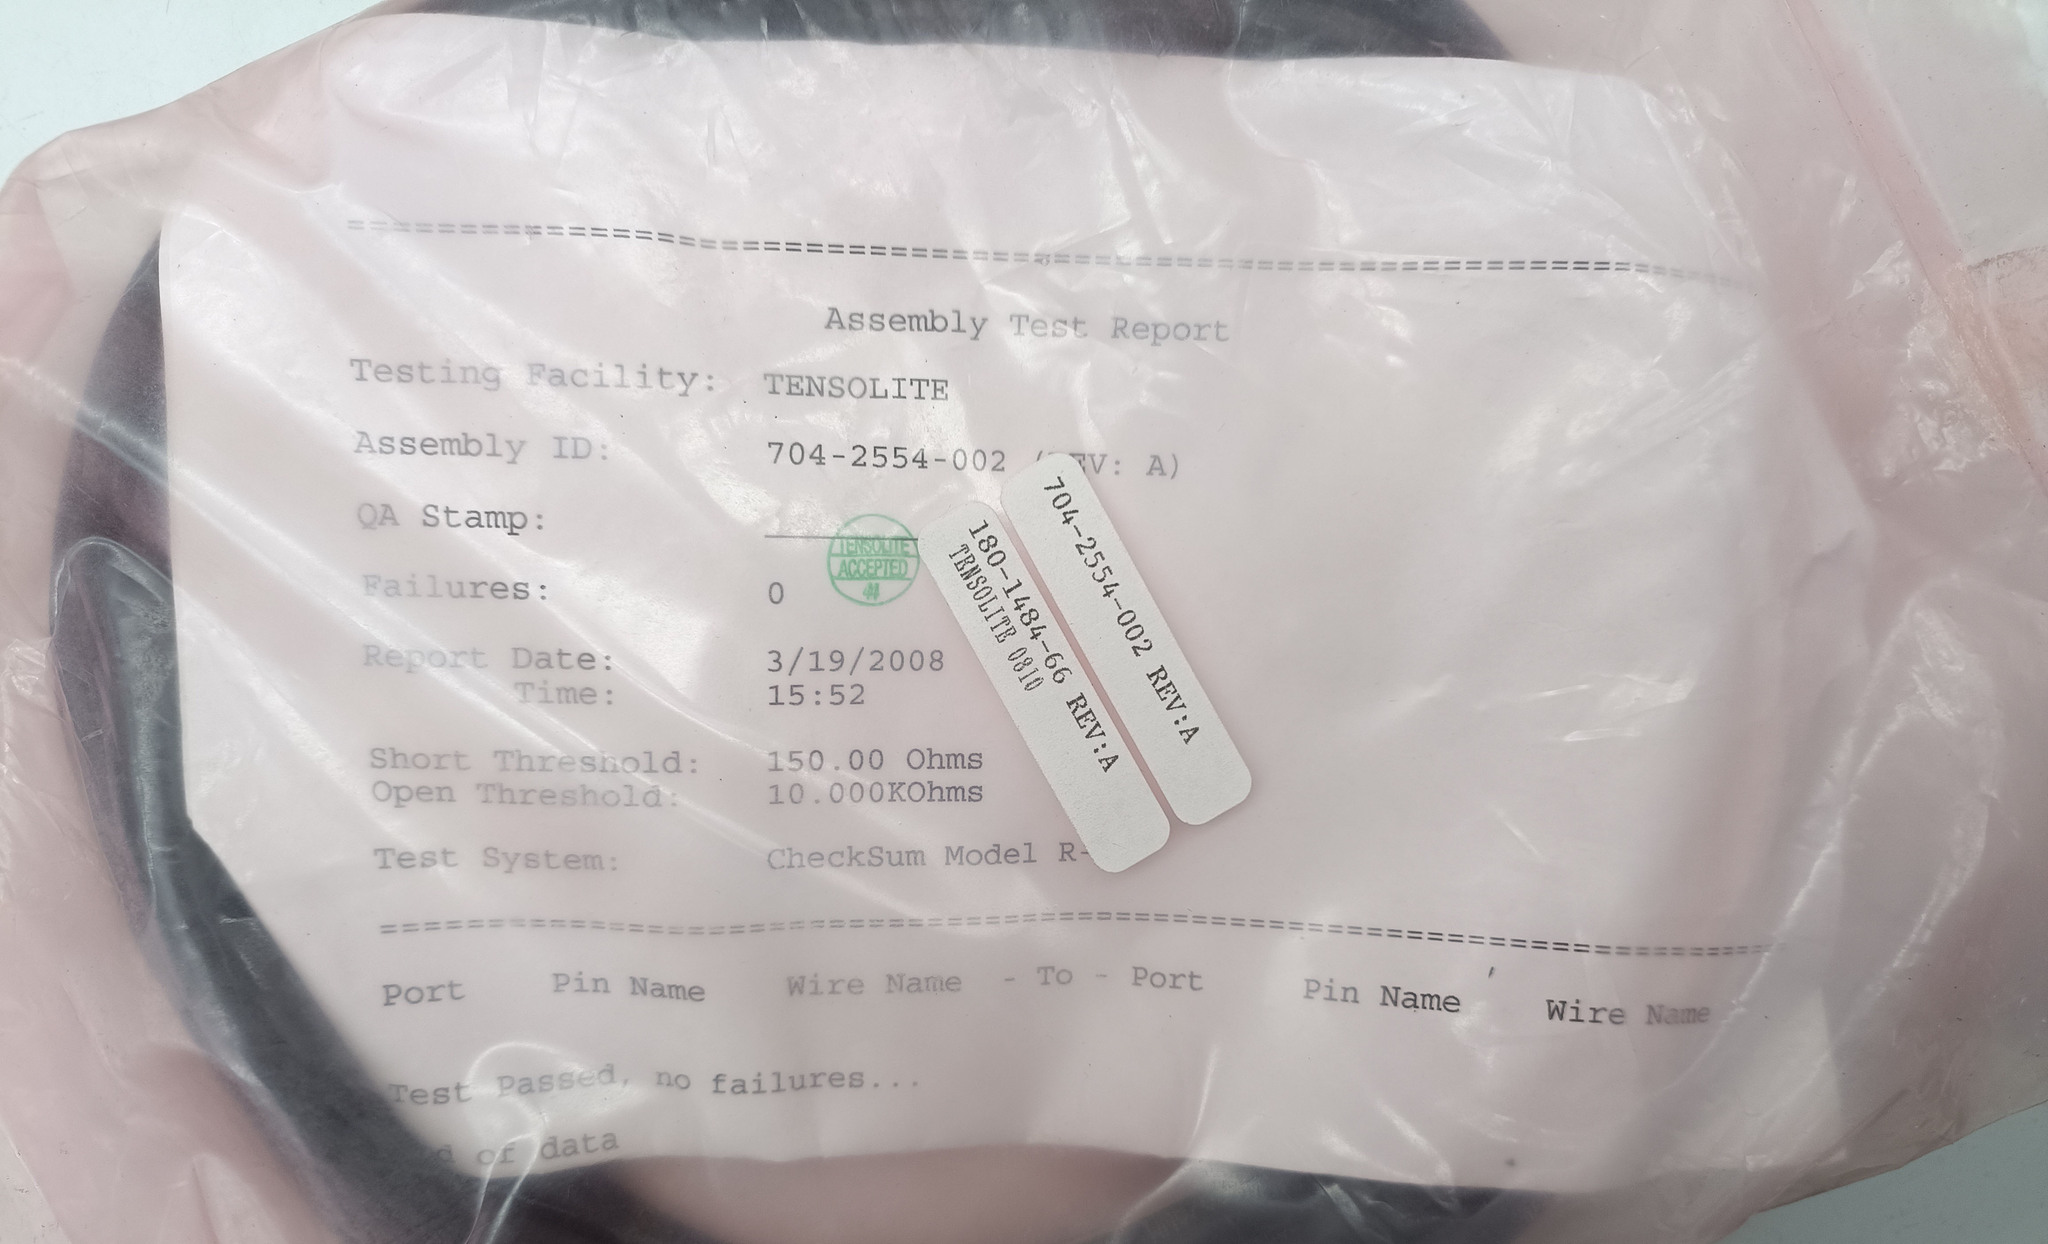 ==============================================================
Assembly Test Report
Testing Facility: TENSOLITE
Assembly ID: 704-2554-002 EV: A)
QA Stamp:
TENSOLITE
ACCEPTED
Failures: 0
Report Date: 3/19/2008
Time: 15:52
Short Threshold: 150.00 Ohms
Open Threshold: 10.000KOhms
Test System: CheckSum Model R-
704-2554-002 REV:A
180-1484-66 REV:A
TENSOLITE 0810
==============================================================
Port Pin Name Wire Name - To - Port Pin Name Wire Name
Test Passed, no failures...
d of data